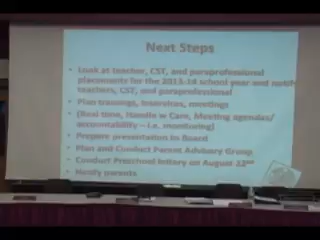 Next Steps
• Look at teacher, CST, and paraprofessional
placements for the 2013-14 school year and notify
teachers, CST, and paraprofessional
• Plan trainings, inservices, meetings
• (Real time, Handle w Care, Meeting agendas/
accountability – i.e. monitoring)
• Prepare presentation to Board
• Plan and Conduct Parent Advisory Group
• Conduct Preschool lottery on August 22nd
• Notify parents